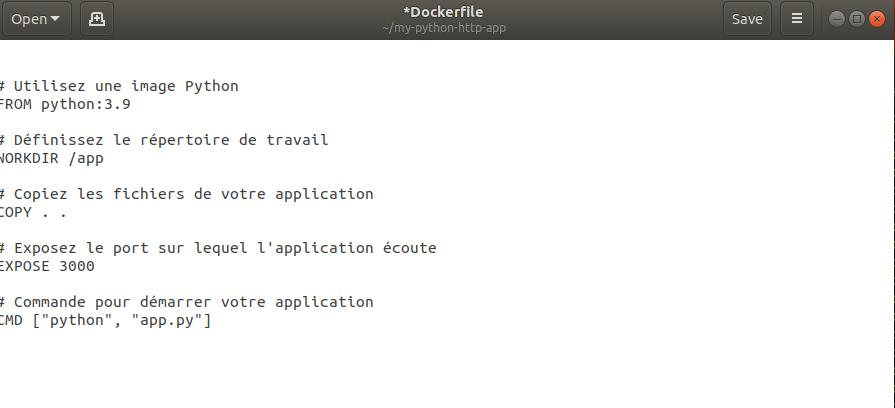 Open
*Dockerfile
~/my-python-http-app
Save
# Utilisez une image Python
FROM python:3.9
# Définissez le répertoire de travail
WORKDIR /app
# Copiez les fichiers de votre application
COPY . .
# Exposez le port sur lequel l'application écoute
EXPOSE 3000
# Commande pour démarrer votre application
CMD ["python", "app.py"]